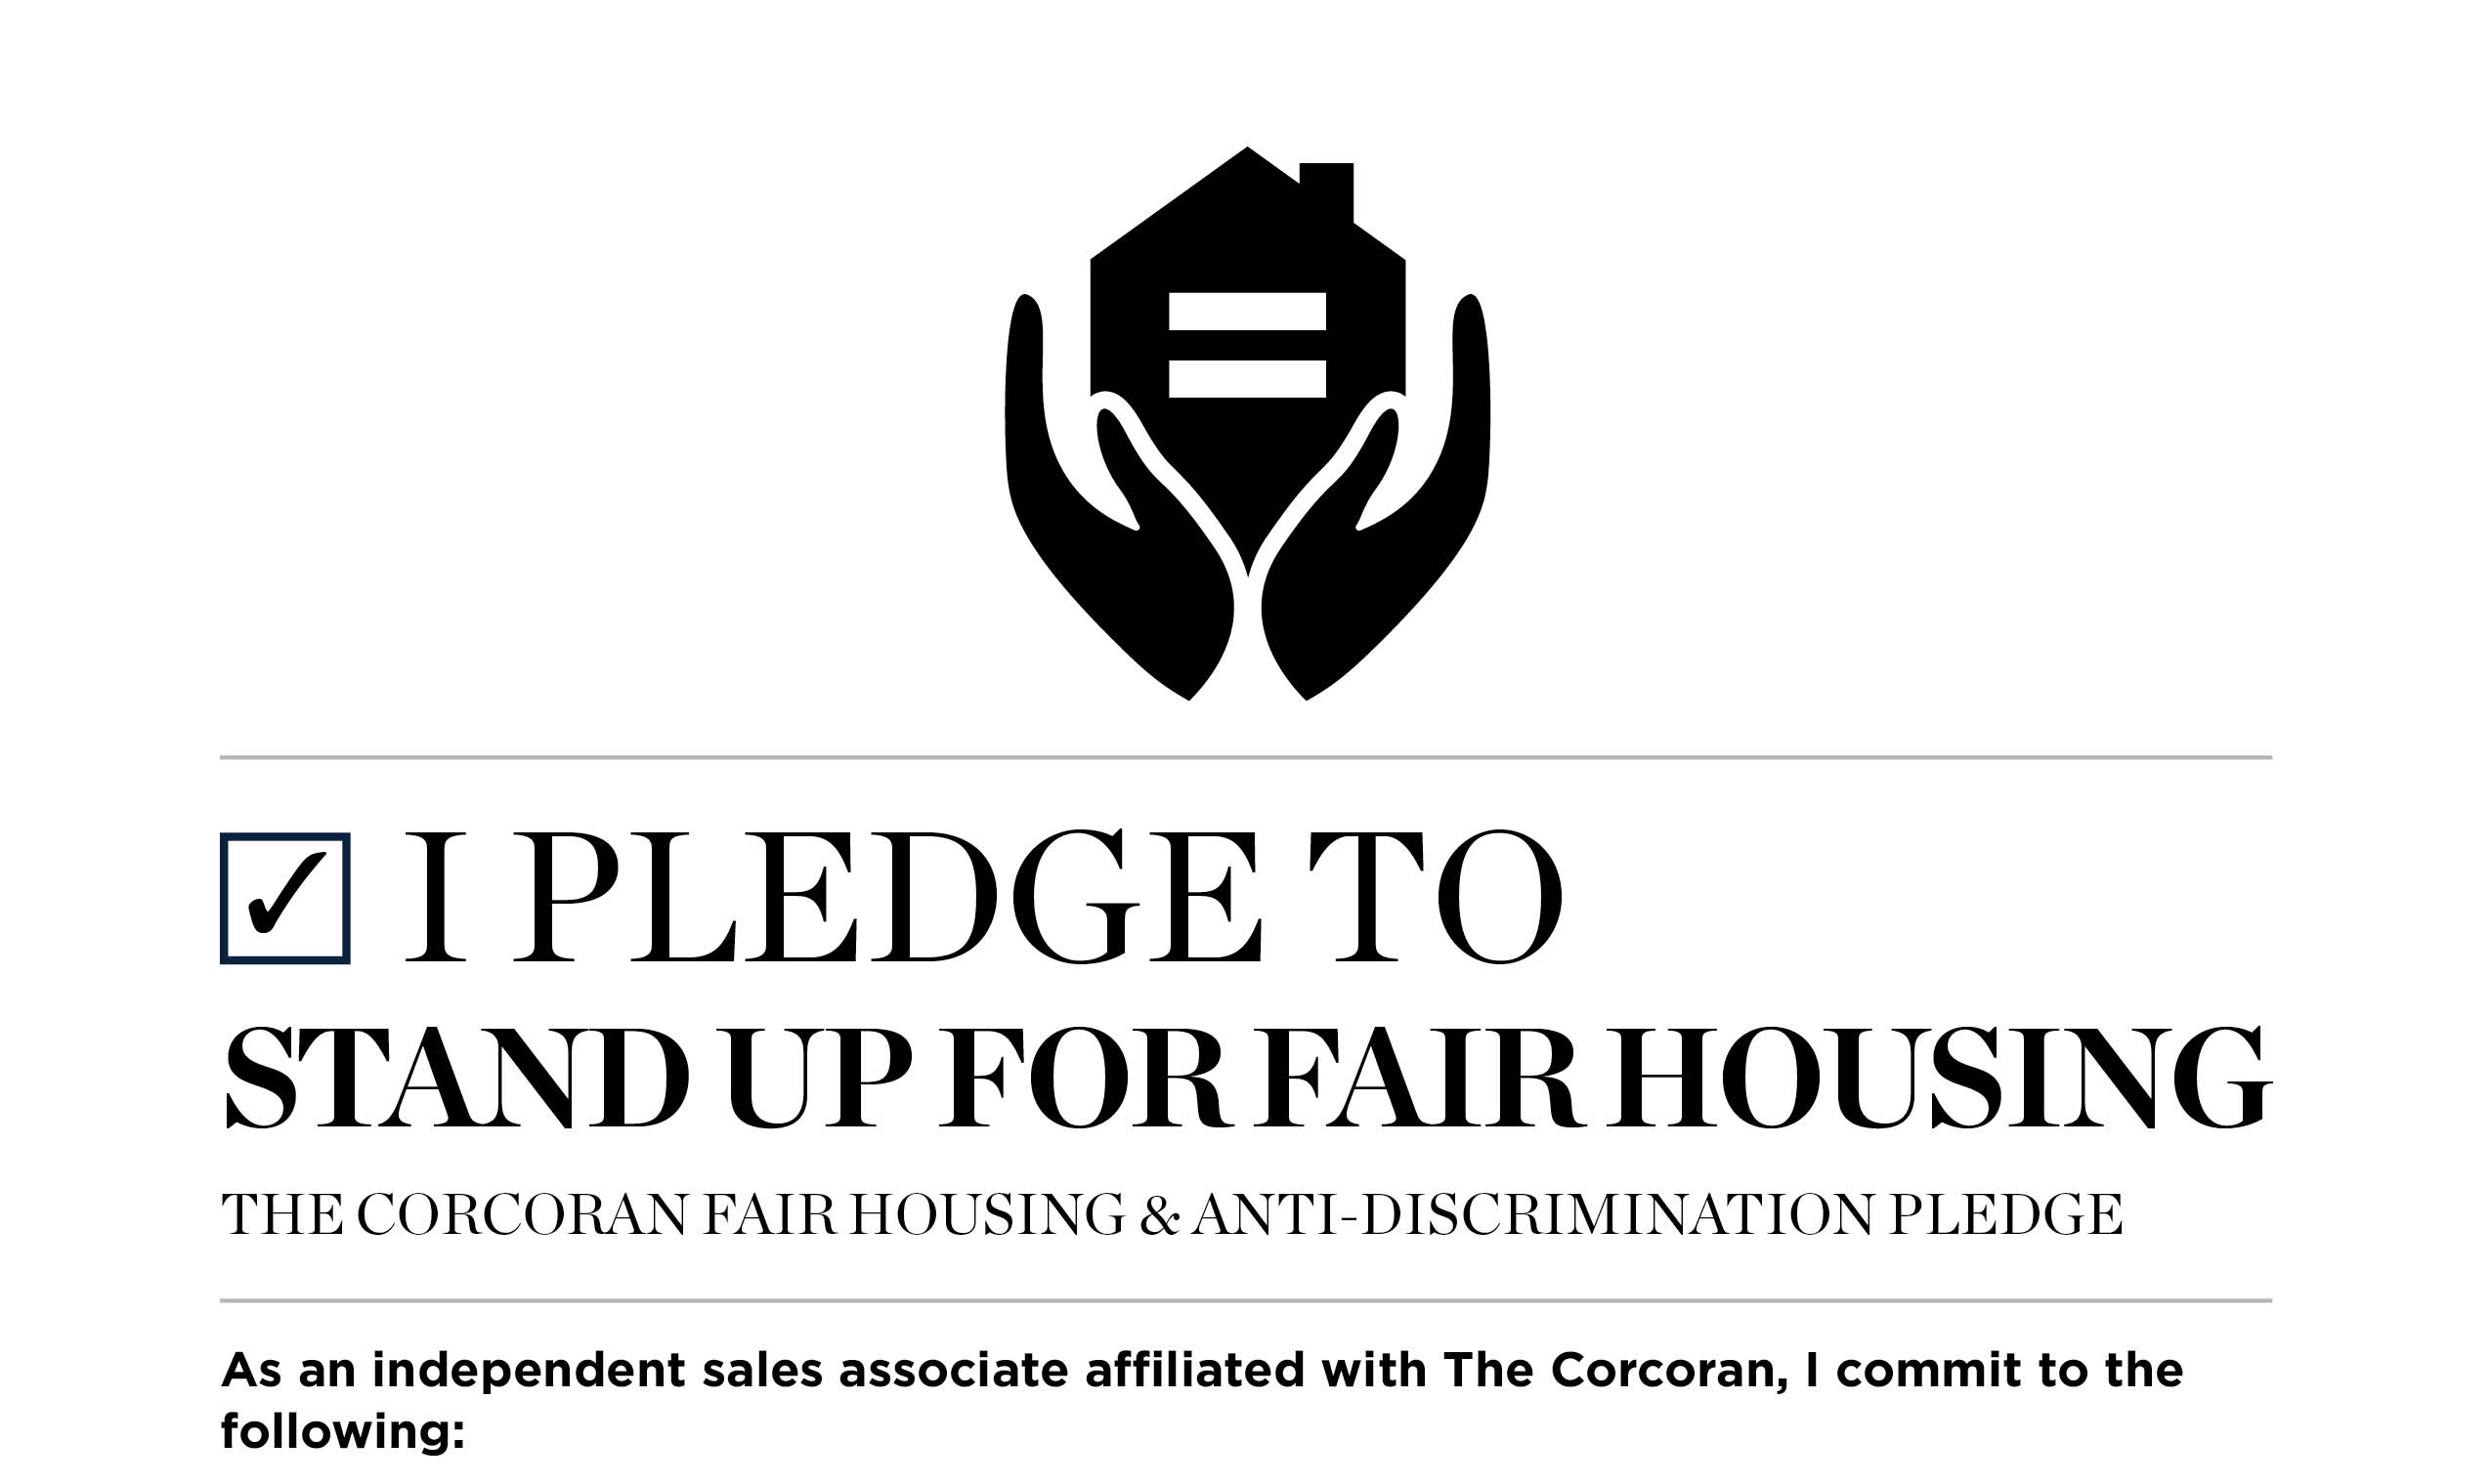 I PLEDGE TO
STAND UP FOR FAIR HOUSING
THE CORCORAN FAIR HOUSING & ANTI-DISCRIMINATION PLEDGE
As an independent sales associate affiliated with The Corcoran, I commit to the
following: